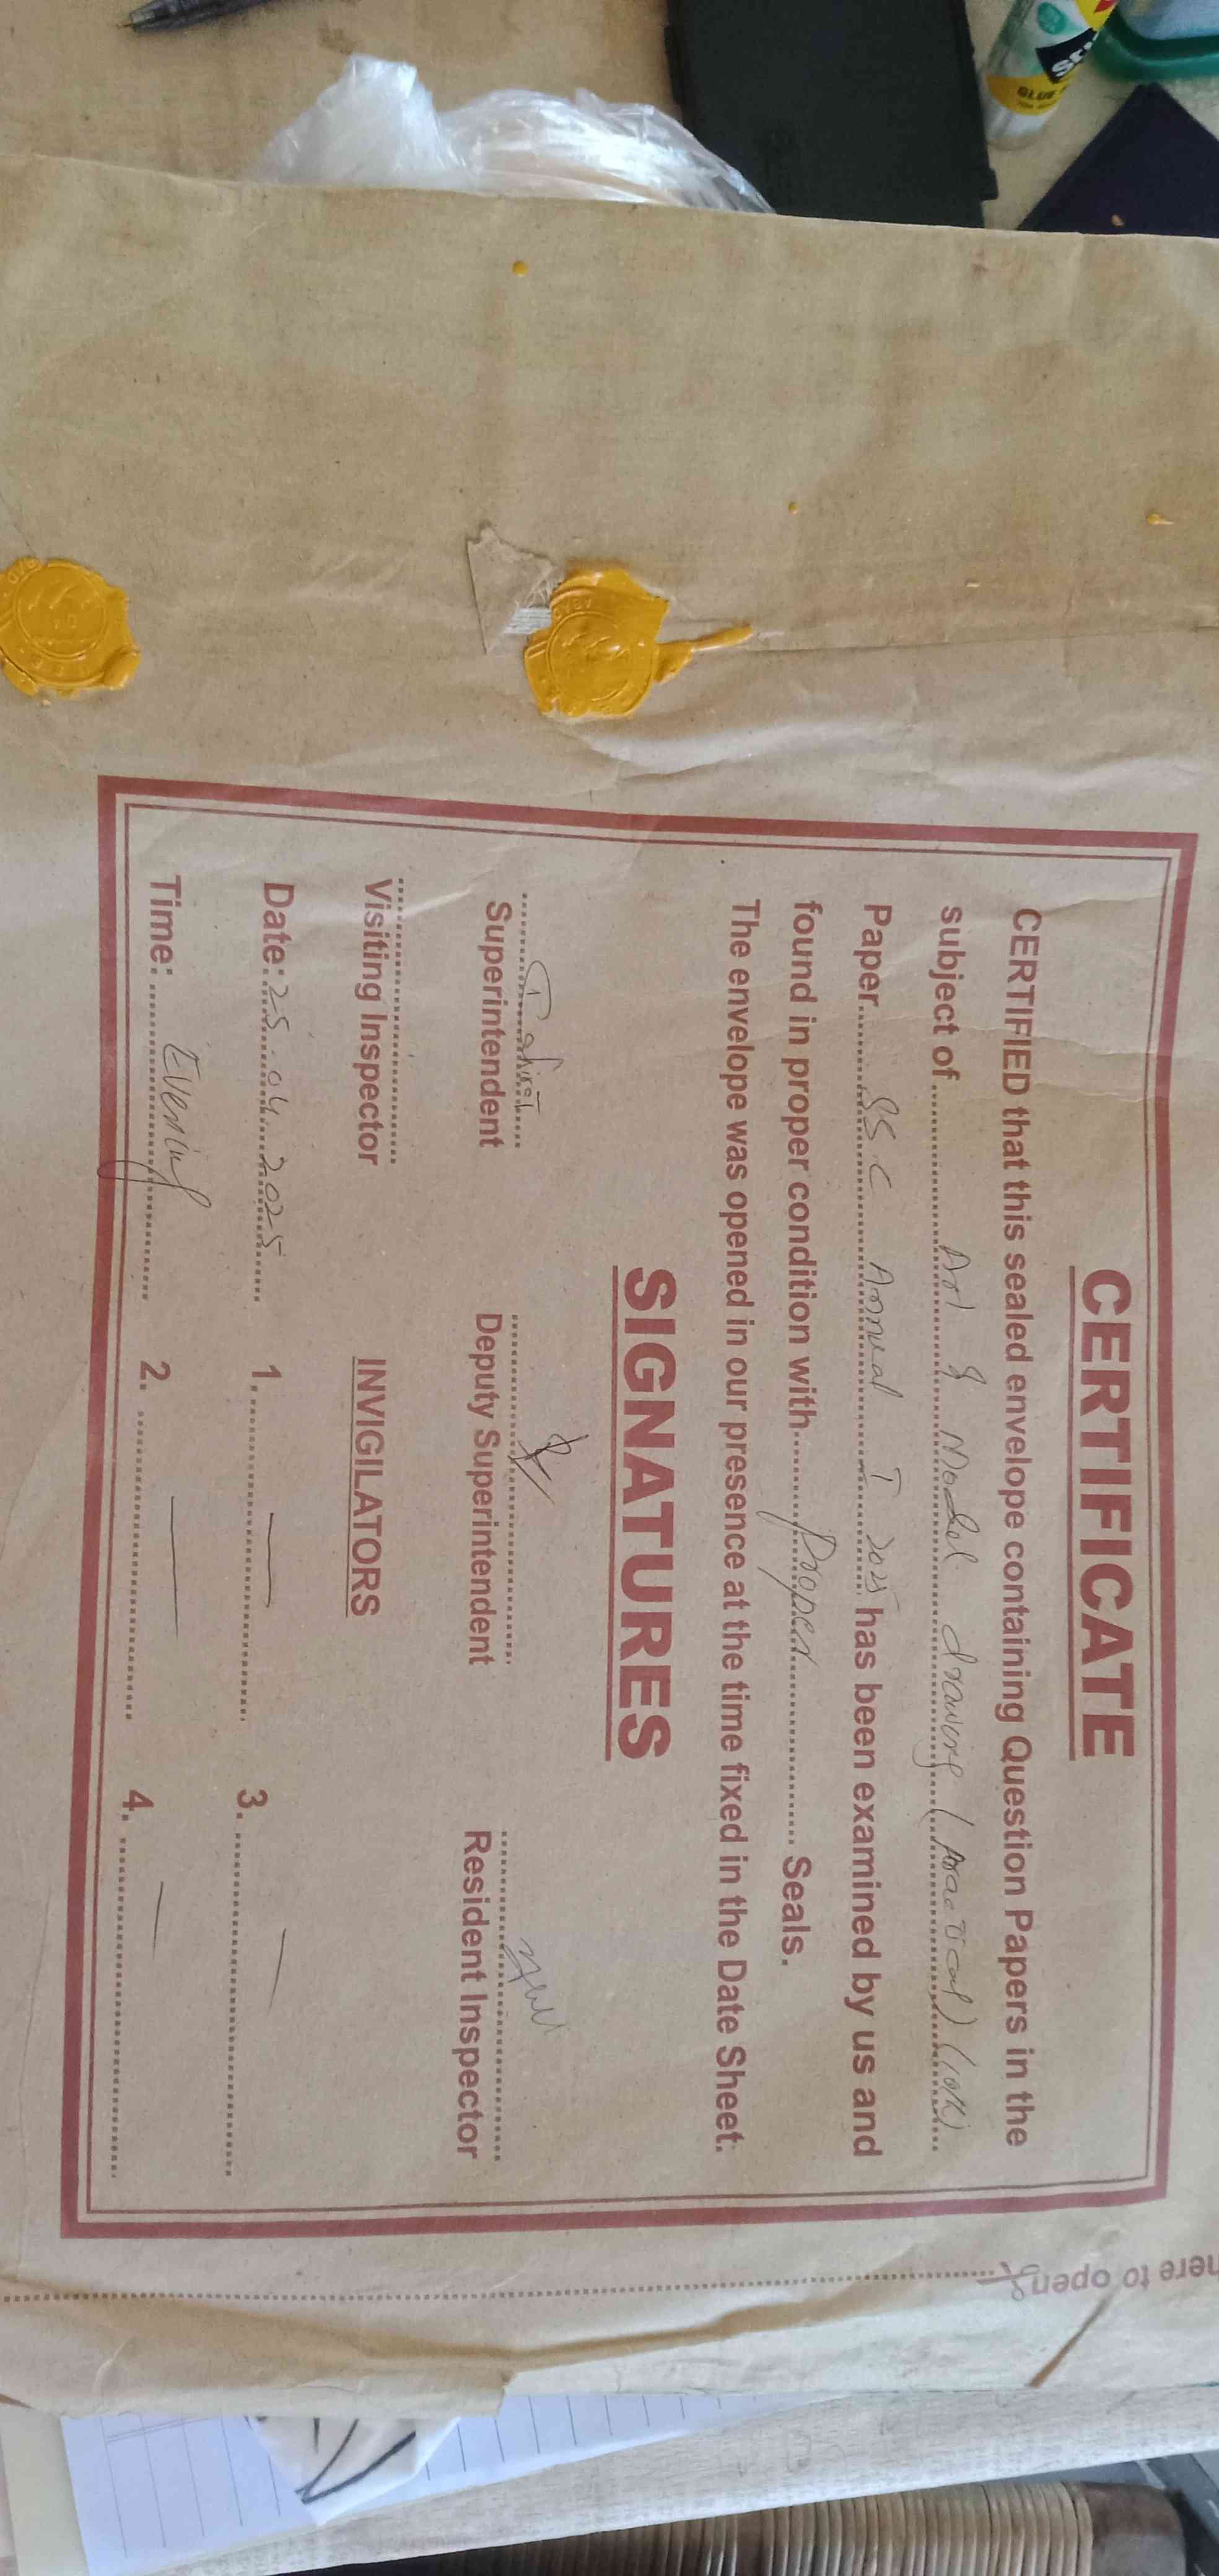 CERTIFICATE
CERTIFIED that this sealed envelope containing Question Papers in the
subject of Art & Model drawing (practical) (10th)
Paper SSC Annual I 2025 has been examined by us and
found in proper condition with Proper Seals.
The envelope was opened in our presence at the time fixed in the Date Sheet.
SIGNATURES
Superintendent Deputy Superintendent Resident Inspector
Visiting Inspector INVIGILATORS
Date: 25.04.2025 1. 3.
Time: Evening 2. 4.
here to open
GLUE